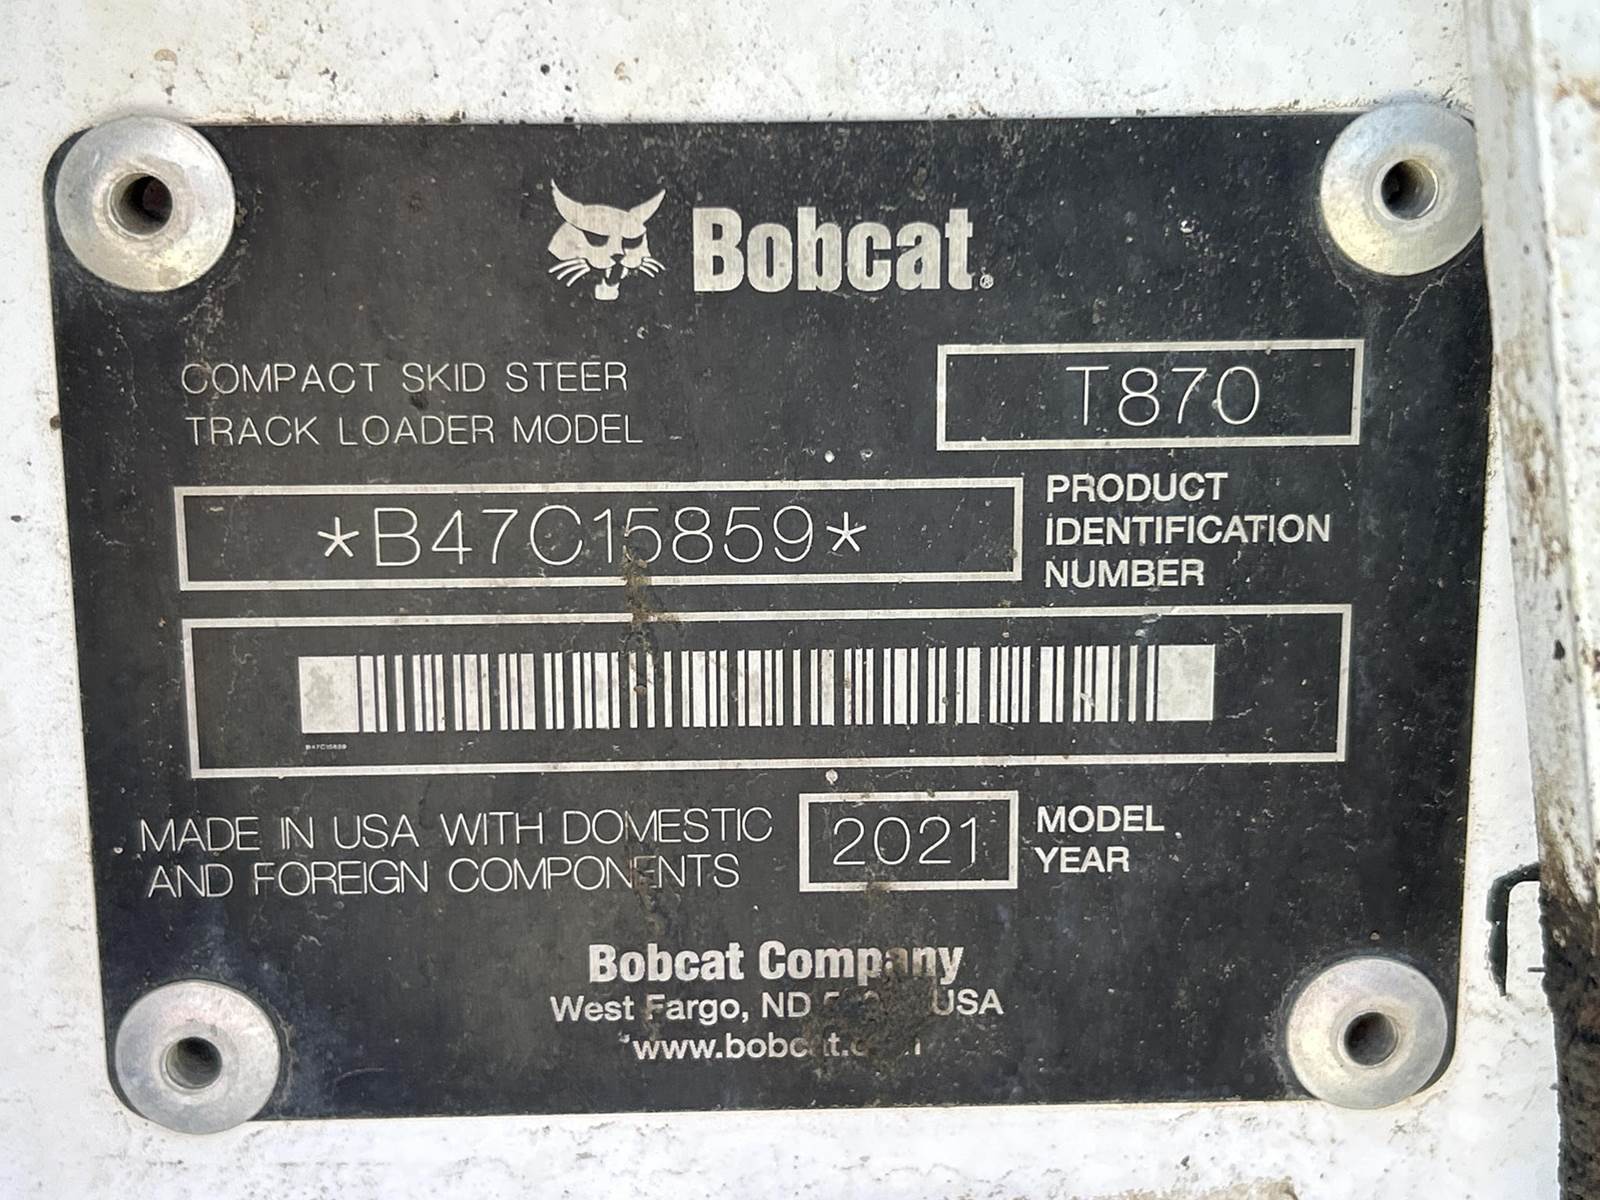 Bobcat®
COMPACT SKID STEER
TRACK LOADER MODEL
T870
*B47C15859*
PRODUCT
IDENTIFICATION
NUMBER
B47C15859
MADE IN USA WITH DOMESTIC
AND FOREIGN COMPONENTS
2021
MODEL
YEAR
Bobcat Company
West Fargo, ND USA